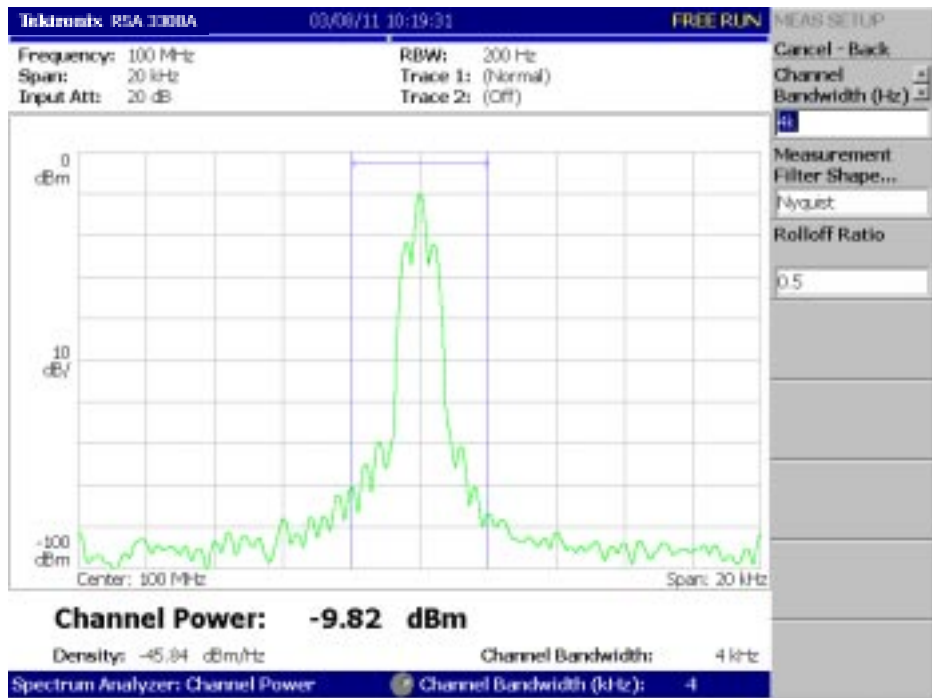 Tektronix RSA 3308A 03/08/11 10:19:31 FREE RUN
Frequency: 100 MHz RBW: 200 Hz
Span: 20 kHz Trace 1: (Normal)
Input Att: 20 dB Trace 2: (Off)
0
dBm
10
dB/
-100
dBm
Center: 100 MHz Span: 20 kHz
Channel Power: -9.82 dBm
Density: -45.84 dBm/Hz Channel Bandwidth: 4 kHz
Spectrum Analyzer: Channel Power Channel Bandwidth (kHz): 4
MEAS SETUP
Cancel - Back
Channel
Bandwidth (Hz)
4k
Measurement
Filter Shape...
Nyquist
Rolloff Ratio
0.5